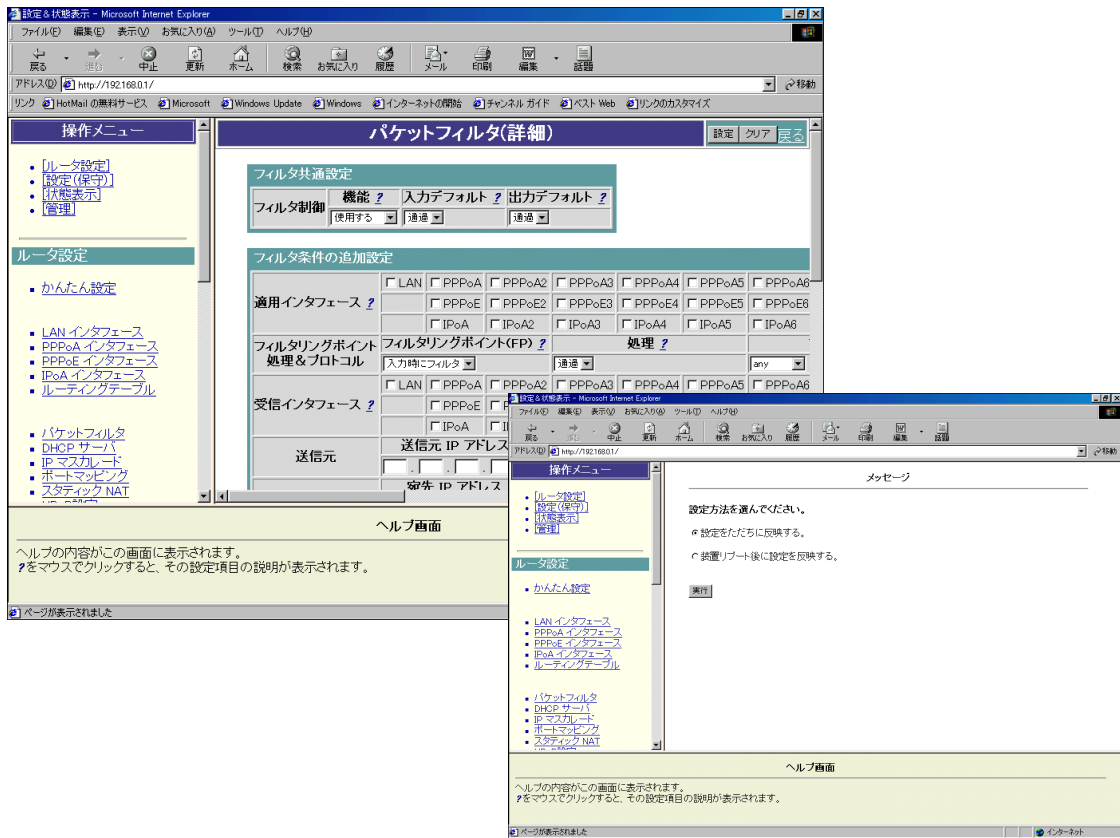 設定＆状態表示 - Microsoft Internet Explorer
ファイル(F) 編集(E) 表示(V) お気に入り(A) ツール(T) ヘルプ(H)
戻る 進む 中止 更新 ホーム 検索 お気に入り 履歴 メール 印刷 編集 話題
アドレス(D) http://192.168.0.1/ 移動
リンク HotMail の無料サービス Microsoft Windows Update Windows インターネットの開始 チャンネル ガイド ベスト Web リンクのカスタマイズ
操作メニュー
[ルータ設定]
[設定(保守)]
[状態表示]
[管理]
ルータ設定
かんたん設定
LAN インタフェース
PPPoA インタフェース
PPPoE インタフェース
IPoA インタフェース
ルーティングテーブル
パケットフィルタ
DHCP サーバ
IP マスカレード
ポートマッピング
スタティック NAT
パケットフィルタ(詳細) 設定 クリア 戻る
フィルタ共通設定
フィルタ制御 機能 ? 入力デフォルト ? 出力デフォルト ?
使用する 通過 通過
フィルタ条件の追加設定
適用インタフェース ? LAN PPPoA PPPoA2 PPPoA3 PPPoA4 PPPoA5 PPPoA6
PPPoE PPPoE2 PPPoE3 PPPoE4 PPPoE5 PPPoE6
IPoA IPoA2 IPoA3 IPoA4 IPoA5 IPoA6
フィルタリングポイント フィルタリングポイント(FP) ? 処理 ?
処理＆プロトコル 入力時にフィルタ 通過 any
受信インタフェース ? LAN PPPoA PPPoA2 PPPoA3 PPPoA4 PPPoA5 PPPoA6
PPPoE
IPoA
送信元 送信元 IP アドレス
. . .
宛先 IP アドレス
ヘルプ画面
ヘルプの内容がこの画面に表示されます。
?をマウスでクリックすると、その設定項目の説明が表示されます。
ページが表示されました
設定＆状態表示 - Microsoft Internet Explorer
ファイル(F) 編集(E) 表示(V) お気に入り(A) ツール(T) ヘルプ(H)
戻る 進む 中止 更新 ホーム 検索 お気に入り 履歴 メール 印刷 編集 話題
アドレス(D) http://192.168.0.1/ 移動
操作メニュー
[ルータ設定]
[設定(保守)]
[状態表示]
[管理]
ルータ設定
かんたん設定
LAN インタフェース
PPPoA インタフェース
PPPoE インタフェース
IPoA インタフェース
ルーティングテーブル
パケットフィルタ
DHCP サーバ
IP マスカレード
ポートマッピング
スタティック NAT
メッセージ
設定方法を選んでください。
設定をただちに反映する。
装置リブート後に設定を反映する。
実行
ヘルプ画面
ヘルプの内容がこの画面に表示されます。
?をマウスでクリックすると、その設定項目の説明が表示されます。
ページが表示されました インターネット